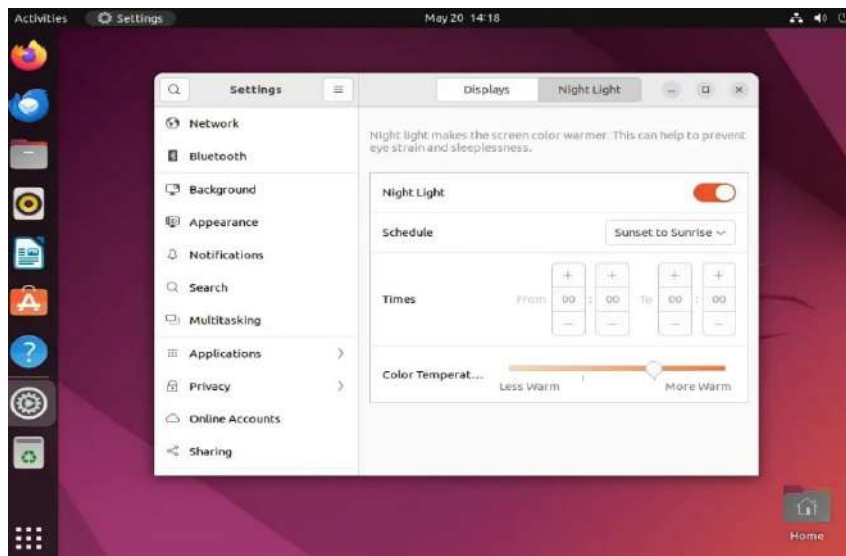 Activities
Settings
May 20 14:18
Settings
Displays
Night Light
Network
Bluetooth
Background
Appearance
Notifications
Search
Multitasking
Applications
Privacy
Online Accounts
Sharing
Night light makes the screen color warmer. This can help to prevent
eye strain and sleeplessness.
Night Light
Schedule
Sunset to Sunrise
Times
From 00 : 00 To 00 : 00
Color Temperat...
Less Warm
More Warm
Home